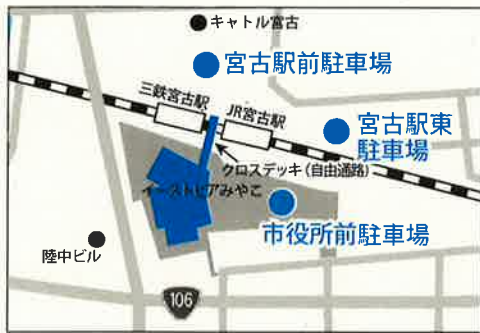 キャトル宮古
宮古駅前駐車場
三鉄宮古駅
JR宮古駅
宮古駅東
駐車場
クロスデッキ(自由通路)
イーストピアみやこ
市役所前駐車場
陸中ビル
106